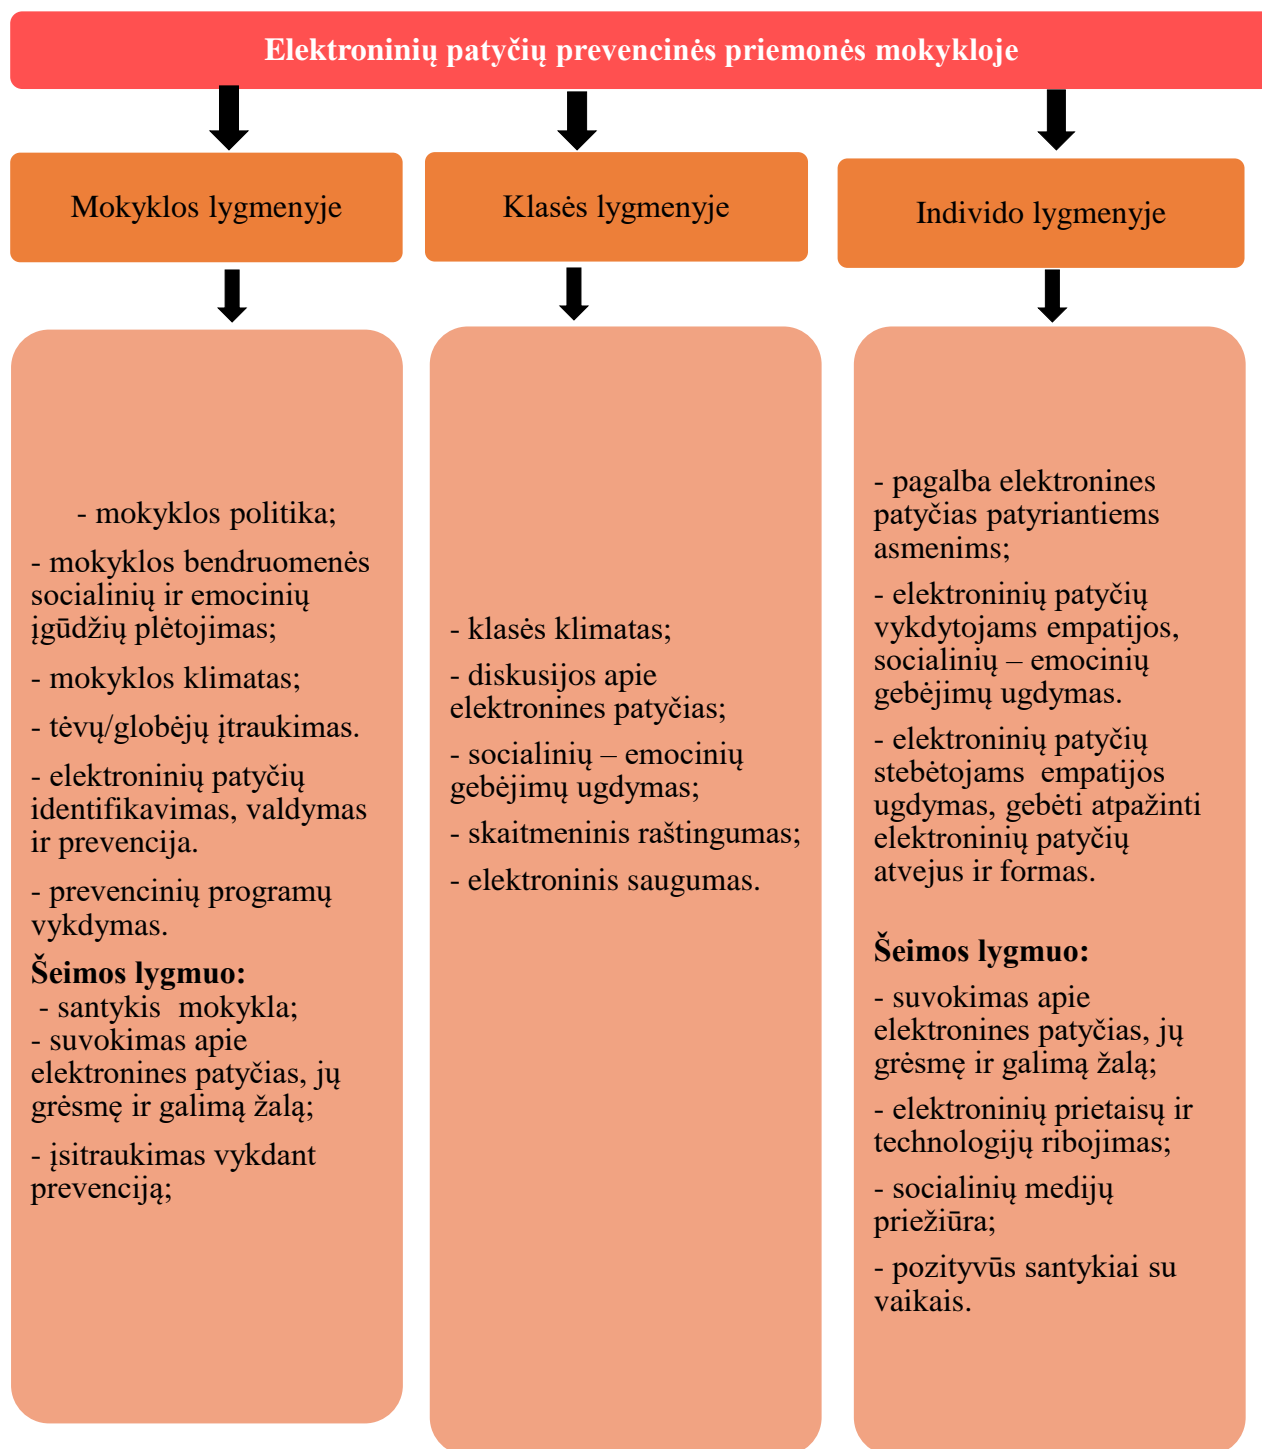 Elektroninių patyčių prevencinės priemonės mokykloje
Mokyklos lygmenyje
Klasės lygmenyje
Individo lygmenyje
- mokyklos politika;
- mokyklos bendruomenės
socialinių ir emocinių
įgūdžių plėtojimas;
- mokyklos klimatas;
- tėvų/globėjų įtraukimas.
- elektroninių patyčių
identifikavimas, valdymas
ir prevencija.
- prevencinių programų
vykdymas.
Šeimos lygmuo:
- santykis  mokykla;
- suvokimas apie
elektronines patyčias, jų
grėsmę ir galimą žalą;
- įsitraukimas vykdant
prevenciją;
- klasės klimatas;
- diskusijos apie
elektronines patyčias;
- socialinių – emocinių
gebėjimų ugdymas;
- skaitmeninis raštingumas;
- elektroninis saugumas.
- pagalba elektronines
patyčias patyriantiems
asmenims;
- elektroninių patyčių
vykdytojams empatijos,
socialinių – emocinių
gebėjimų ugdymas.
- elektroninių patyčių
stebėtojams  empatijos
ugdymas, gebėti atpažinti
elektroninių patyčių
atvejus ir formas.
Šeimos lygmuo:
- suvokimas apie
elektronines patyčias, jų
grėsmę ir galimą žalą;
- elektroninių prietaisų ir
technologijų ribojimas;
- socialinių medijų
priežiūra;
- pozityvūs santykiai su
vaikais.